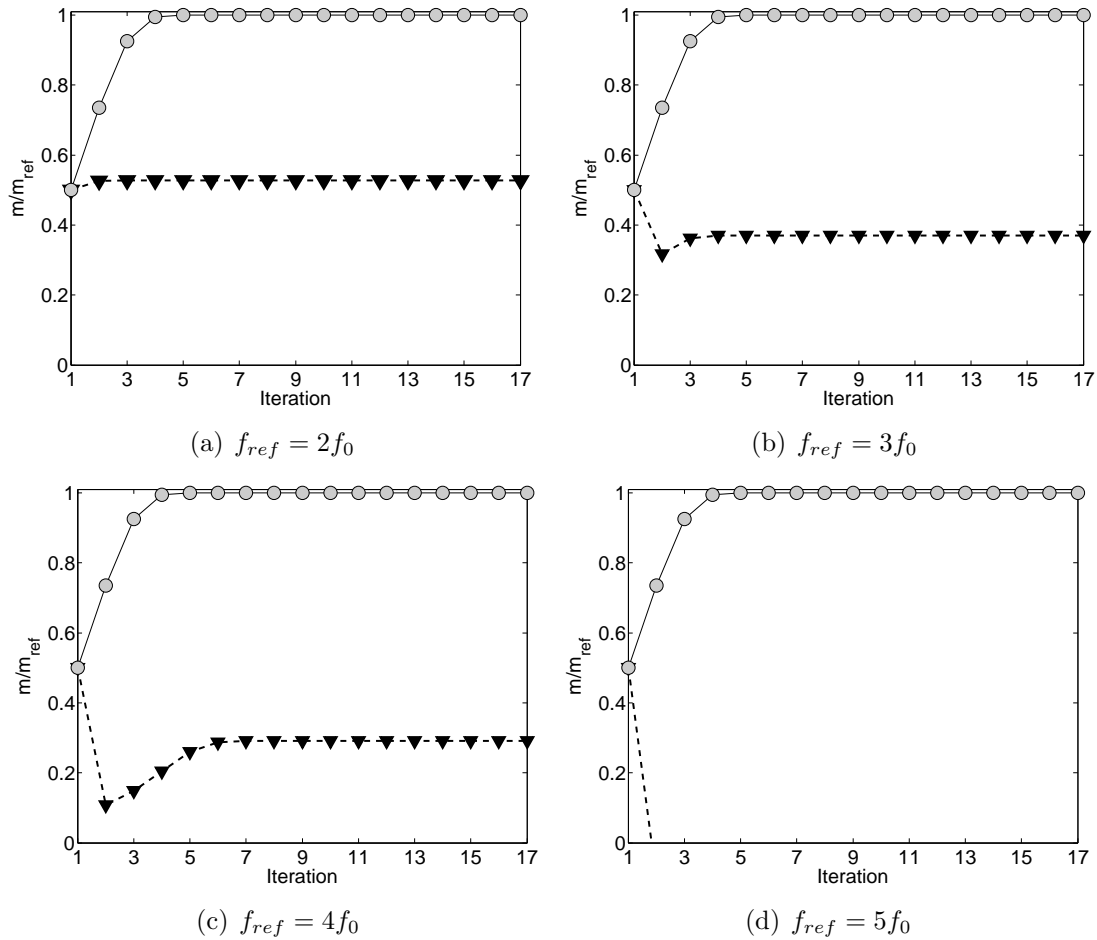 1
0.8
0.6
0.4
0.2
0
m/m_ref
1 3 5 7 9 11 13 15 17
Iteration
(a) f_ref = 2f_0
1
0.8
0.6
0.4
0.2
0
m/m_ref
1 3 5 7 9 11 13 15 17
Iteration
(b) f_ref = 3f_0
1
0.8
0.6
0.4
0.2
0
m/m_ref
1 3 5 7 9 11 13 15 17
Iteration
(c) f_ref = 4f_0
1
0.8
0.6
0.4
0.2
0
m/m_ref
1 3 5 7 9 11 13 15 17
Iteration
(d) f_ref = 5f_0